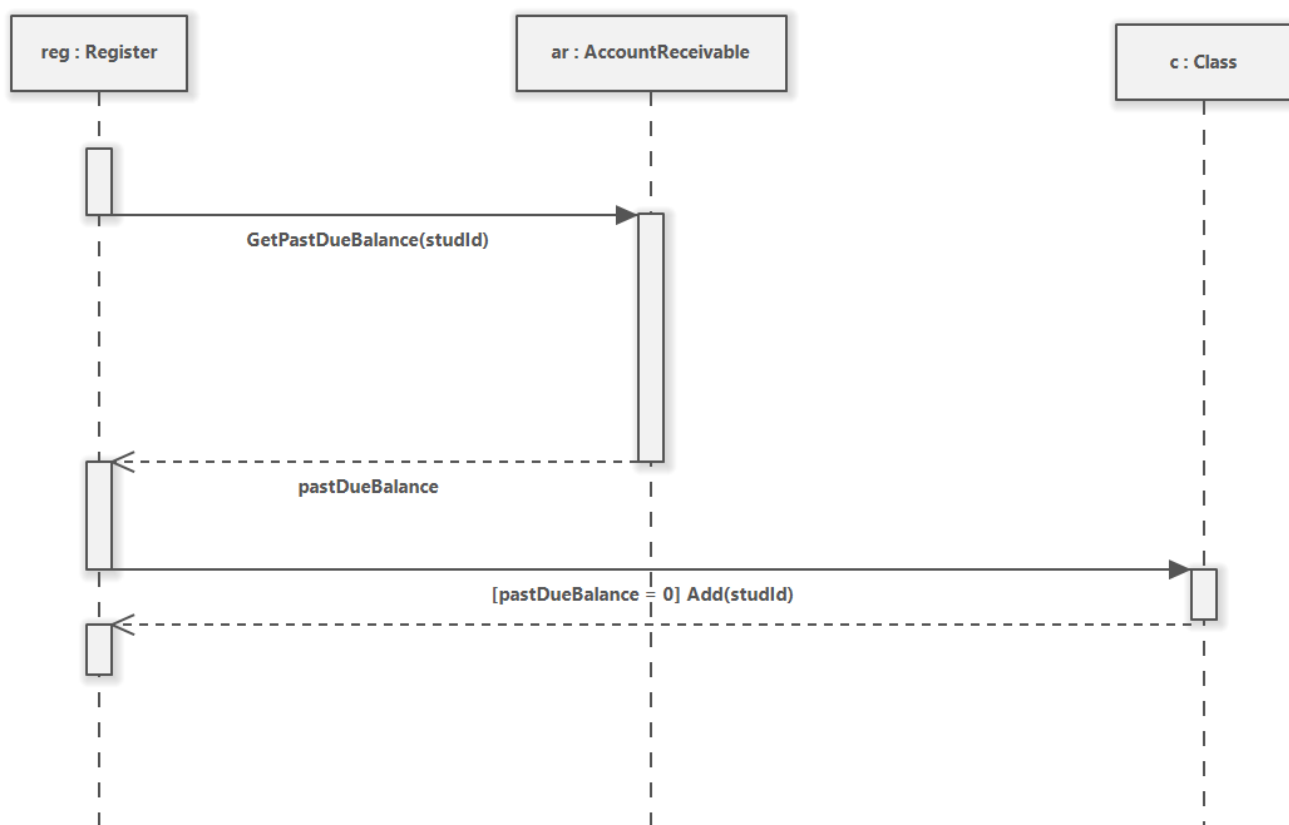 reg : Register
ar : AccountReceivable
c : Class
GetPastDueBalance(studId)
pastDueBalance
[pastDueBalance = 0] Add(studId)